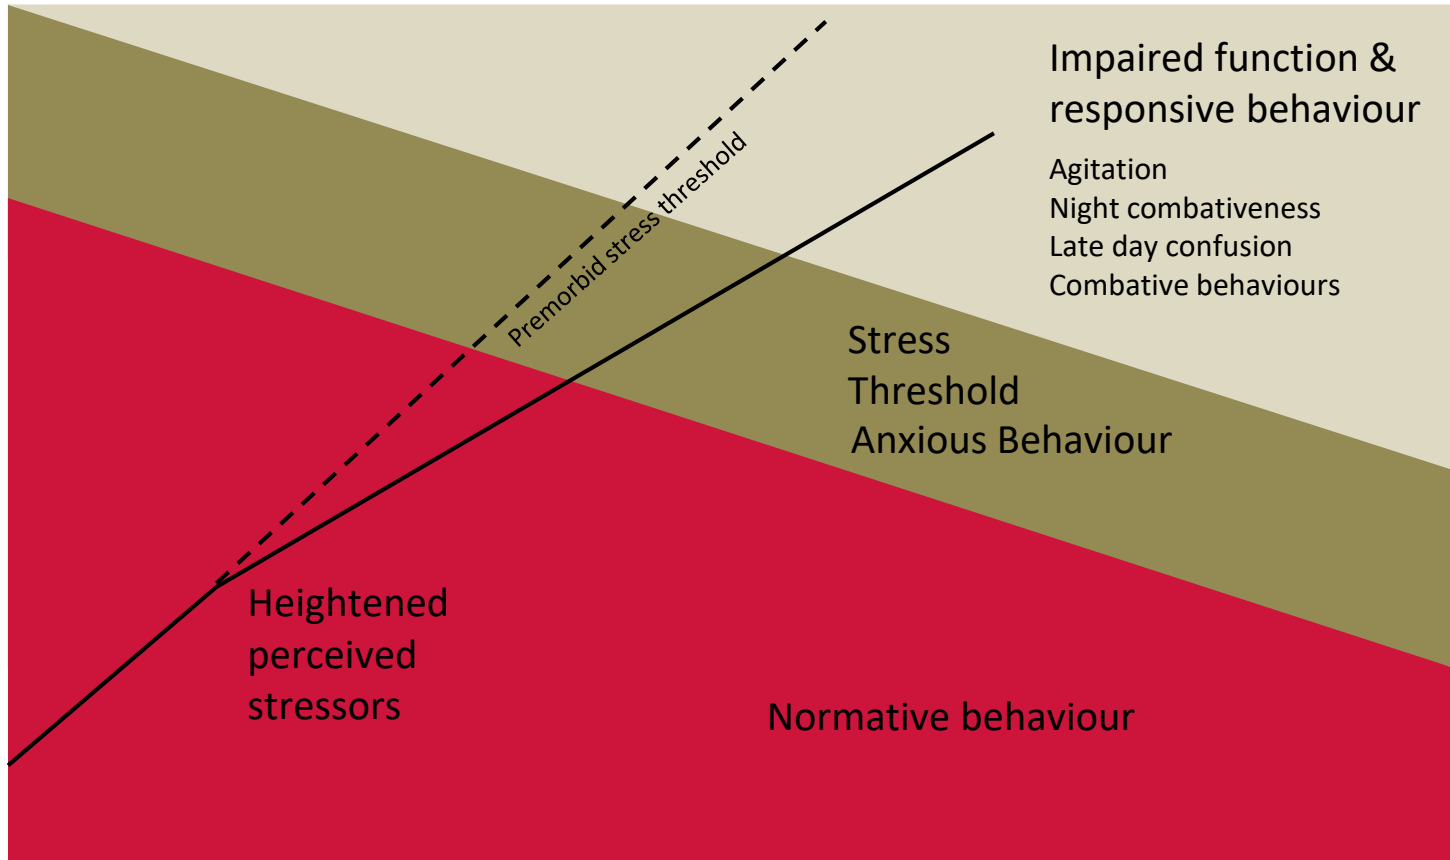 Impaired function &
responsive behaviour
Agitation
Night combativeness
Late day confusion
Combative behaviours
Premorbid stress threshold
Stress
Threshold
Anxious Behaviour
Heightened
perceived
stressors
Normative behaviour